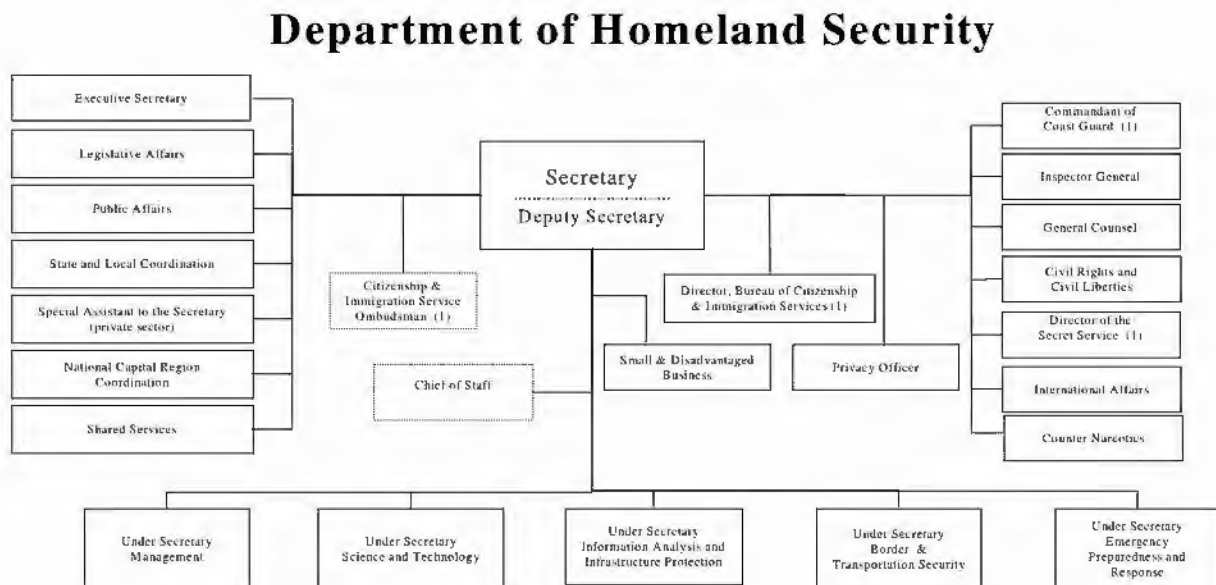 Department of Homeland Security
Executive Secretary
Legislative Affairs
Public Affairs
State and Local Coordination
Special Assistant to the Secretary
(private sector)
National Capital Region
Coordination
Shared Services
Secretary
Deputy Secretary
Citizenship &
Immigration Service
Ombudsman (1)
Chief of Staff
Director, Bureau of Citizenship
& Immigration Services (1)
Small & Disadvantaged
Business
Privacy Officer
Commandant of
Coast Guard (1)
Inspector General
General Counsel
Civil Rights and
Civil Liberties
Director of the
Secret Service (1)
International Affairs
Counter Narcotics
Under Secretary
Management
Under Secretary
Science and Technology
Under Secretary
Information Analysis and
Infrastructure Protection
Under Secretary
Border &
Transportation Security
Under Secretary
Emergency
Preparedness and
Response